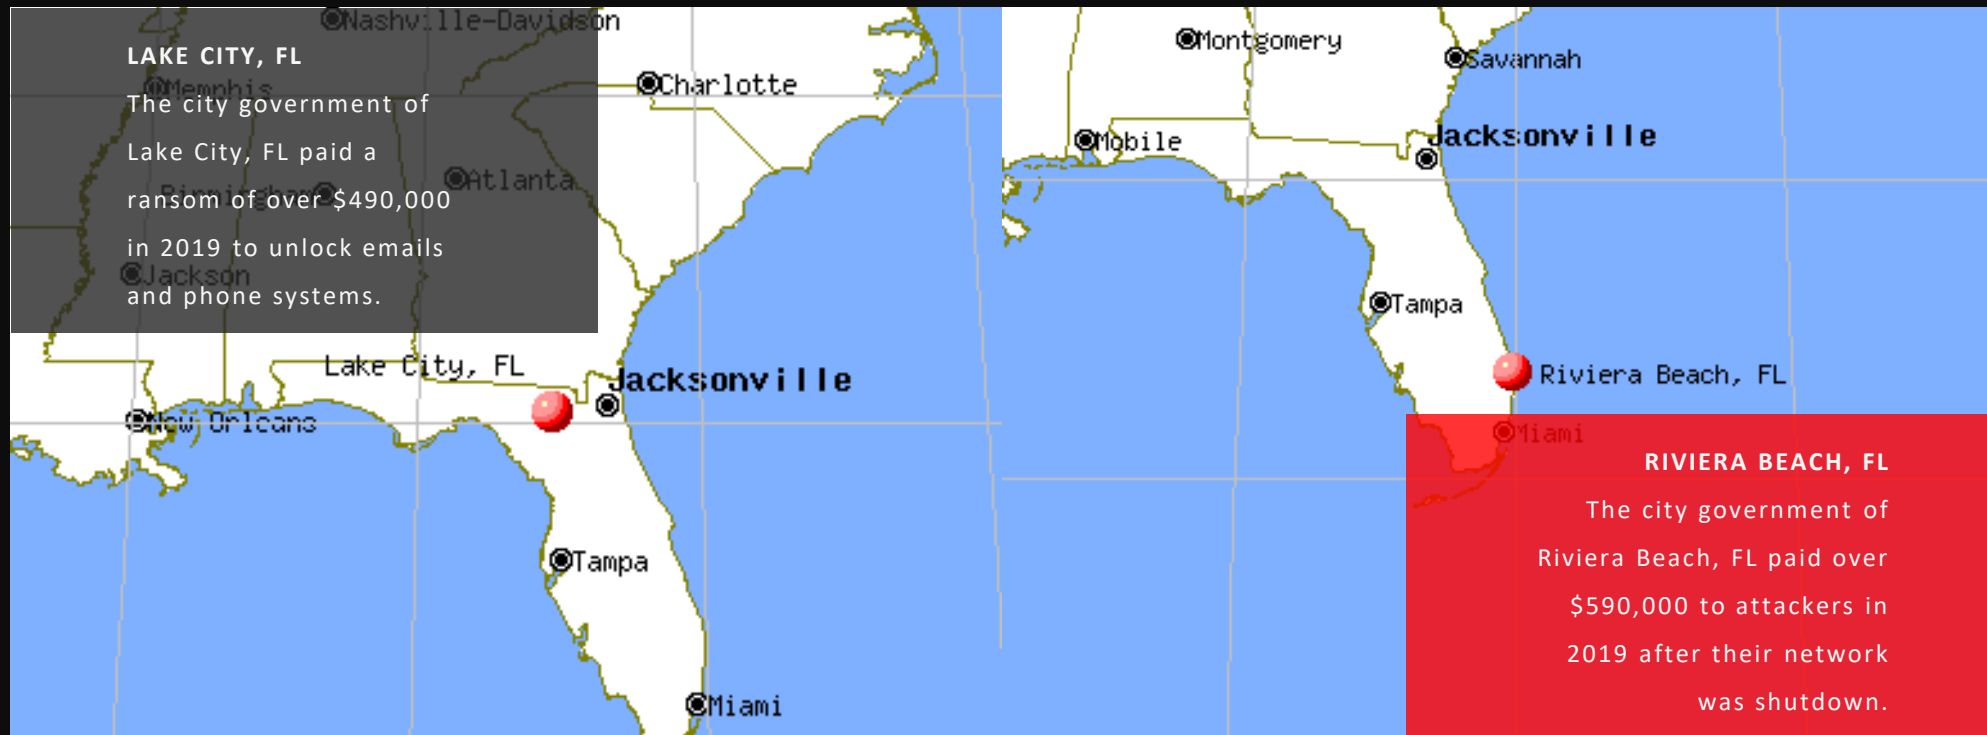 Nashville-Davidson
LAKE CITY, FL
Memphis
The city government of
Lake City, FL paid a
ransom of over $490,000
in 2019 to unlock emails
and phone systems.
Charlotte
Birmingham
Atlanta
Jackson
Lake City, FL
Jacksonville
New Orleans
Tampa
Miami
Montgomery
Savannah
Mobile
Jacksonville
Tampa
Riviera Beach, FL
Miami
RIVIERA BEACH, FL
The city government of
Riviera Beach, FL paid over
$590,000 to attackers in
2019 after their network
was shutdown.